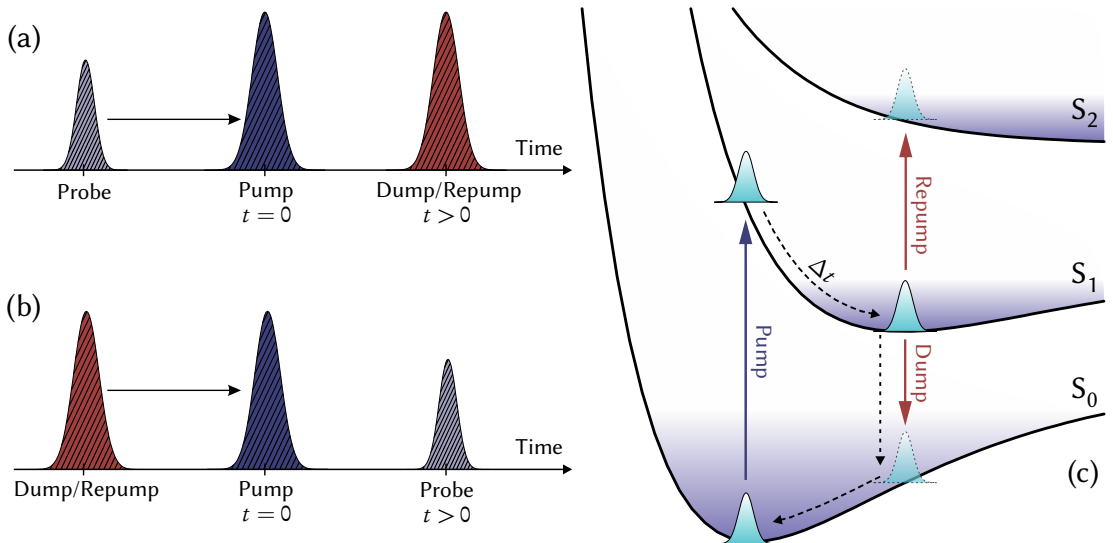 (a)
Time
Probe
Pump
t = 0
Dump/Repump
t > 0
(b)
Time
Dump/Repump
Pump
t = 0
Probe
t > 0
S₂
Repump
S₁
Δt
Pump
Dump
S₀
(c)